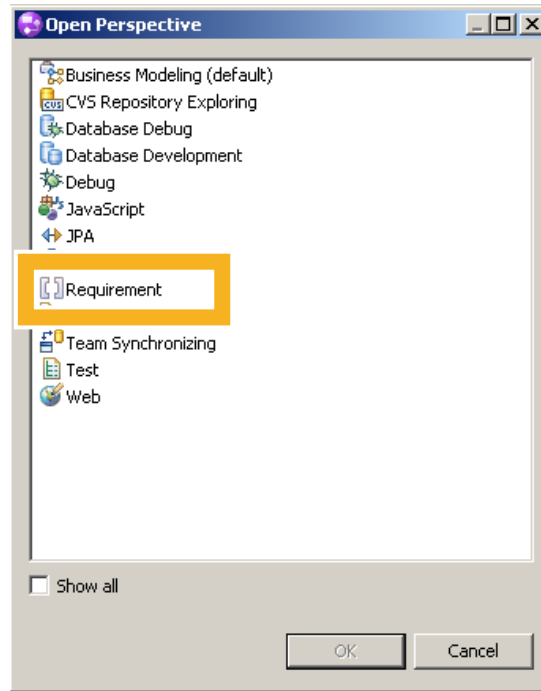 Open Perspective
Business Modeling (default)
CVS CVS Repository Exploring
Database Debug
Database Development
Debug
JavaScript
JPA
Requirement
Team Synchronizing
Test
Web
Show all
OK Cancel